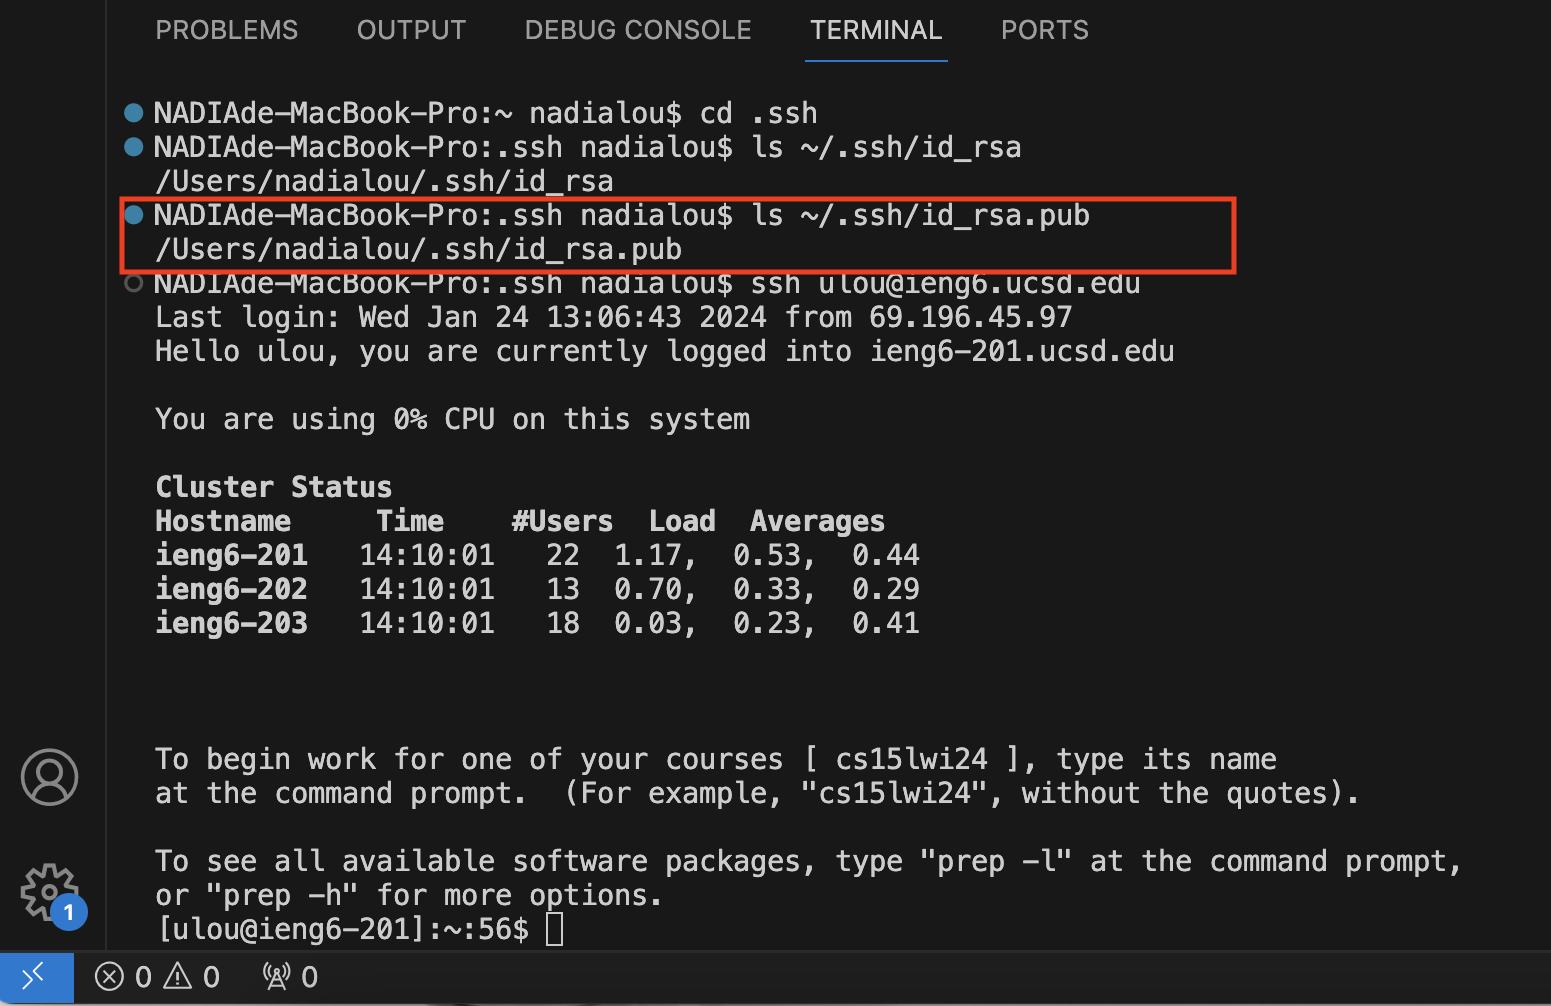 PROBLEMS OUTPUT DEBUG CONSOLE TERMINAL PORTS
NADIAde-MacBook-Pro:~ nadialou$ cd .ssh
NADIAde-MacBook-Pro:.ssh nadialou$ ls ~/.ssh/id_rsa
/Users/nadialou/.ssh/id_rsa
NADIAde-MacBook-Pro:.ssh nadialou$ ls ~/.ssh/id_rsa.pub
/Users/nadialou/.ssh/id_rsa.pub
NADIAde-MacBook-Pro:.ssh nadialou$ ssh ulou@ieng6.ucsd.edu
Last login: Wed Jan 24 13:06:43 2024 from 69.196.45.97
Hello ulou, you are currently logged into ieng6-201.ucsd.edu
You are using 0% CPU on this system
Cluster Status
Hostname     Time    #Users  Load  Averages
ieng6-201   14:10:01   22  1.17,  0.53,  0.44
ieng6-202   14:10:01   13  0.70,  0.33,  0.29
ieng6-203   14:10:01   18  0.03,  0.23,  0.41
To begin work for one of your courses [ cs15lwi24 ], type its name
at the command prompt.  (For example, "cs15lwi24", without the quotes).
To see all available software packages, type "prep -l" at the command prompt,
or "prep -h" for more options.
[ulou@ieng6-201]:~:56$
1
0 0 0